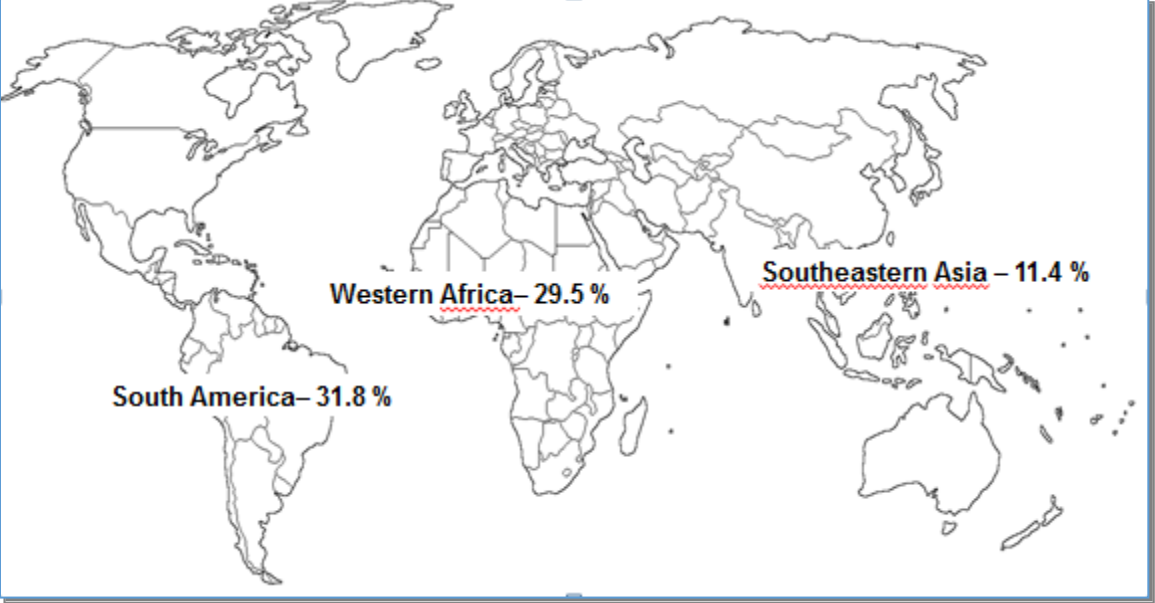 Southeastern Asia – 11.4 %
Western Africa– 29.5 %
South America– 31.8 %